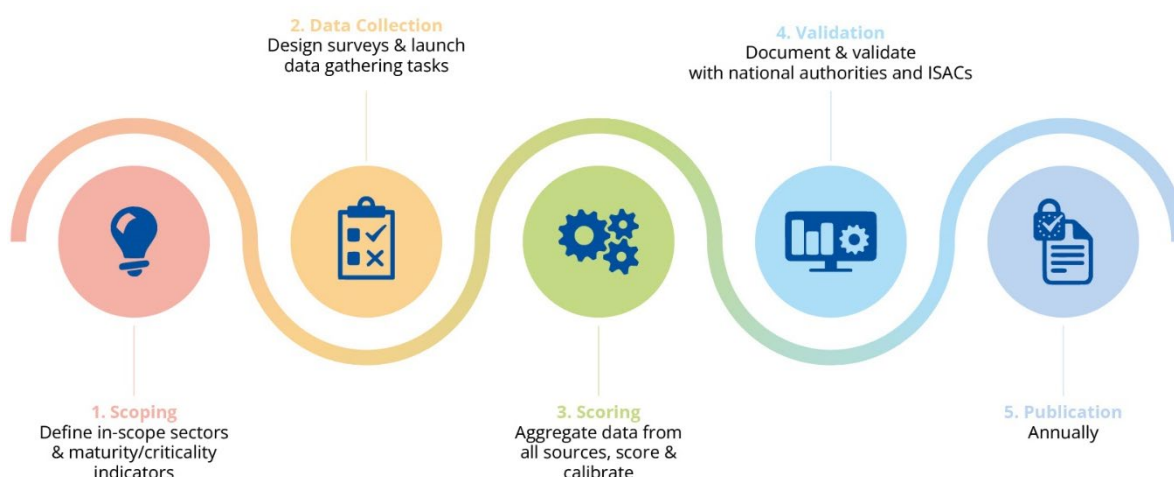 2. Data Collection
Design surveys & launch
data gathering tasks
4. Validation
Document & validate
with national authorities and ISACs
1. Scoping
Define in-scope sectors
& maturity/criticality
indicators
3. Scoring
Aggregate data from
all sources, score &
calibrate
5. Publication
Annually